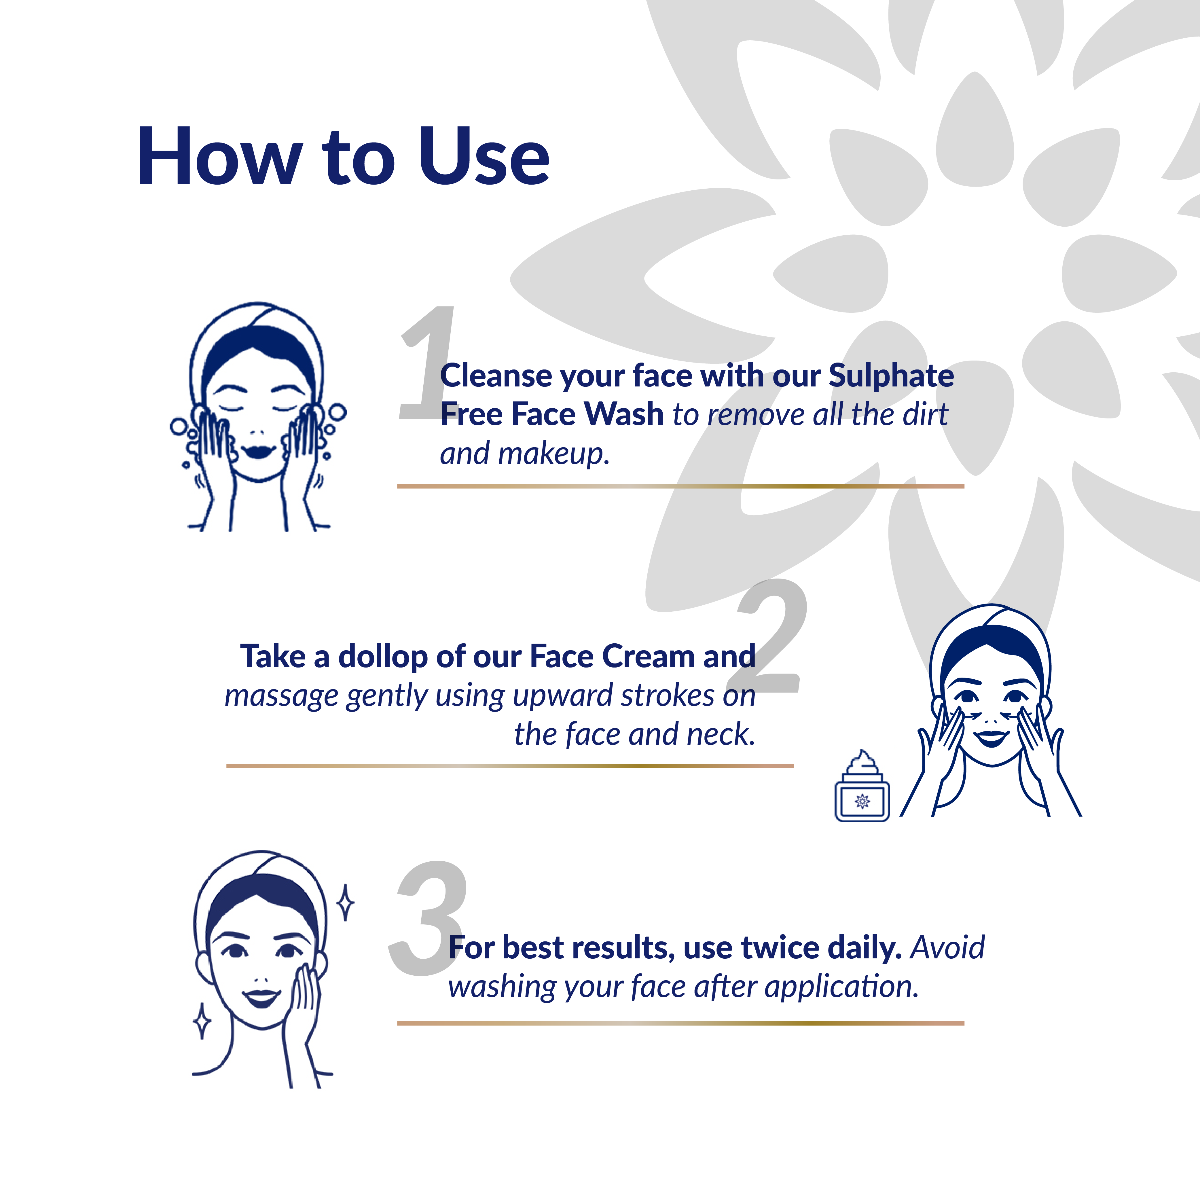 How to Use
1
Cleanse your face with our Sulphate
Free Face Wash to remove all the dirt
and makeup.
2
Take a dollop of our Face Cream and
massage gently using upward strokes on
the face and neck.
3
For best results, use twice daily. Avoid
washing your face after application.